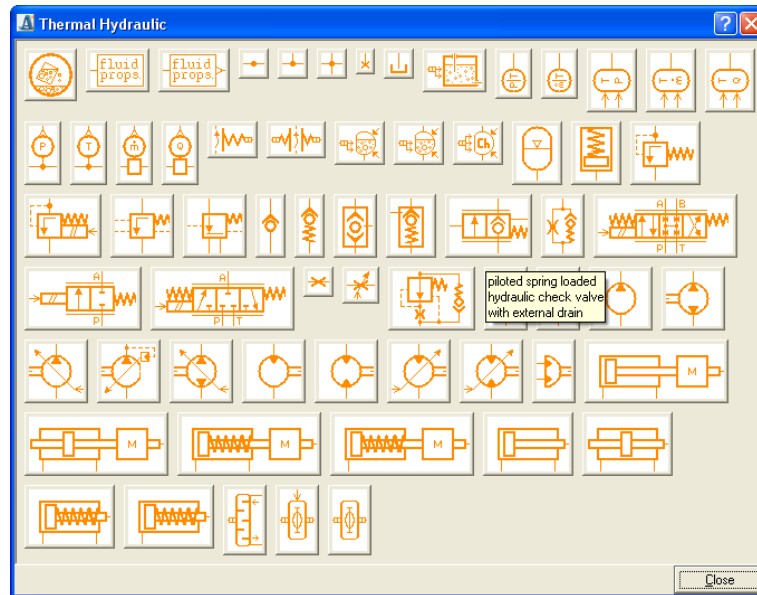 Thermal Hydraulic
fluid
props.
fluid
props.
P
T
ṁ
Q
Ch
A B
P T
A
P
A
P T
piloted spring loaded
hydraulic check valve
with external drain
M
M
M
M
Close